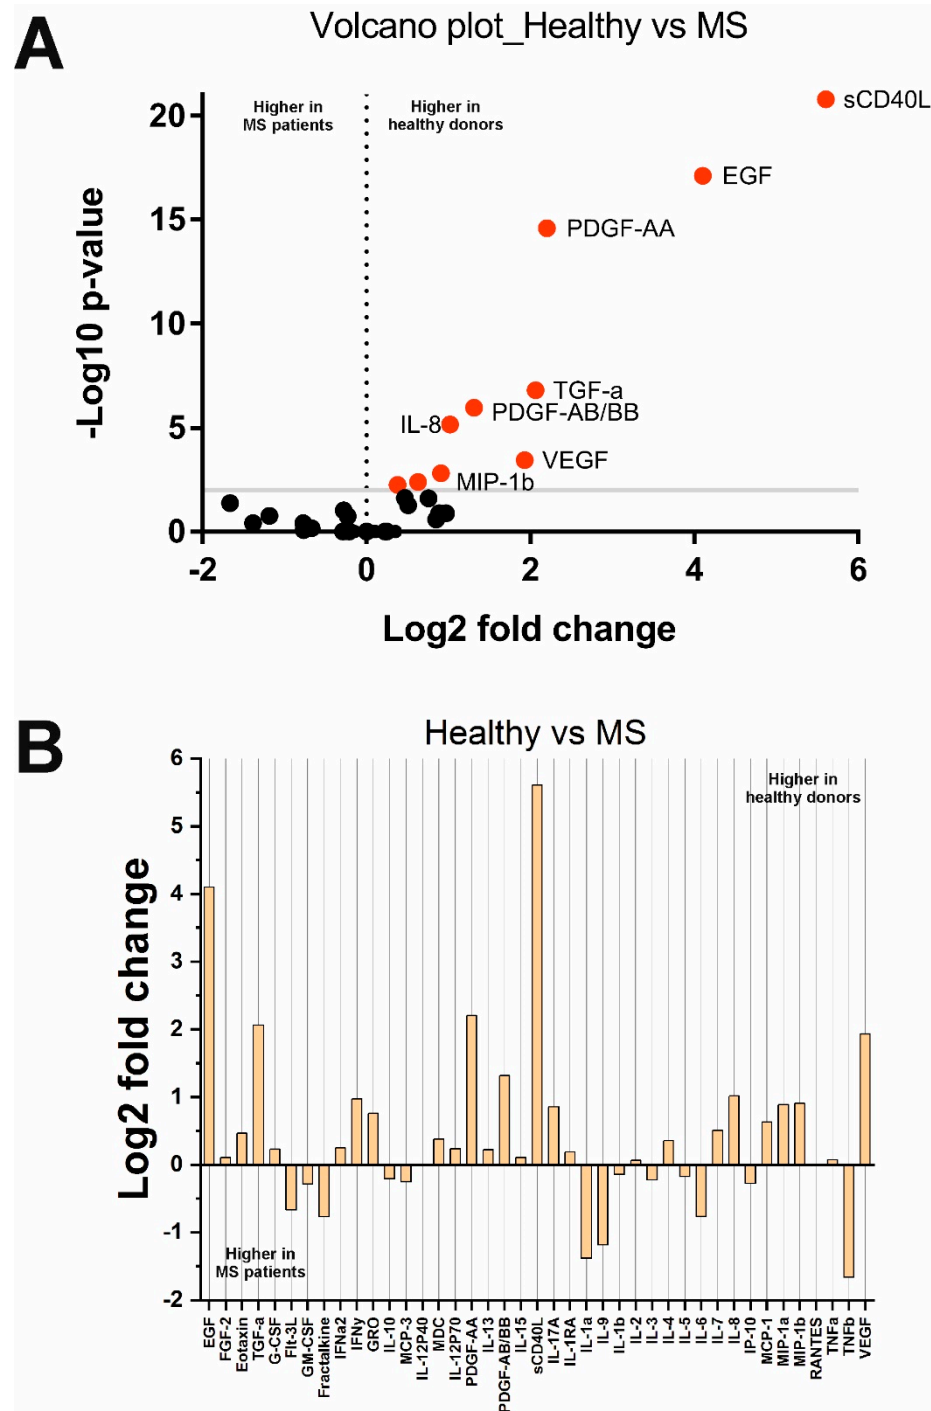 A
Volcano plot_Healthy vs MS
Higher in
MS patients
Higher in
healthy donors
sCD40L
EGF
PDGF-AA
TGF-a
PDGF-AB/BB
IL-8
VEGF
MIP-1b
-Log10 p-value
20
15
10
5
0
-2
0
2
4
6
Log2 fold change
B
Healthy vs MS
Higher in
healthy donors
Log2 fold change
6
5
4
3
2
1
0
-1
-2
Higher in
MS patients
EGF
FGF-2
Eotaxin
TGF-a
G-CSF
Flt-3L
GM-CSF
Fractalkine
IFNa2
IFNy
GRO
IL-10
MCP-3
IL-12P40
MDC
IL-12P70
PDGF-AA
IL-13
PDGF-AB/BB
IL-15
sCD40L
IL-17A
IL-1RA
IL-1a
IL-9
IL-1b
IL-2
IL-3
IL-4
IL-5
IL-6
IL-7
IL-8
IP-10
MCP-1
MIP-1a
MIP-1b
RANTES
TNFa
TNFb
VEGF